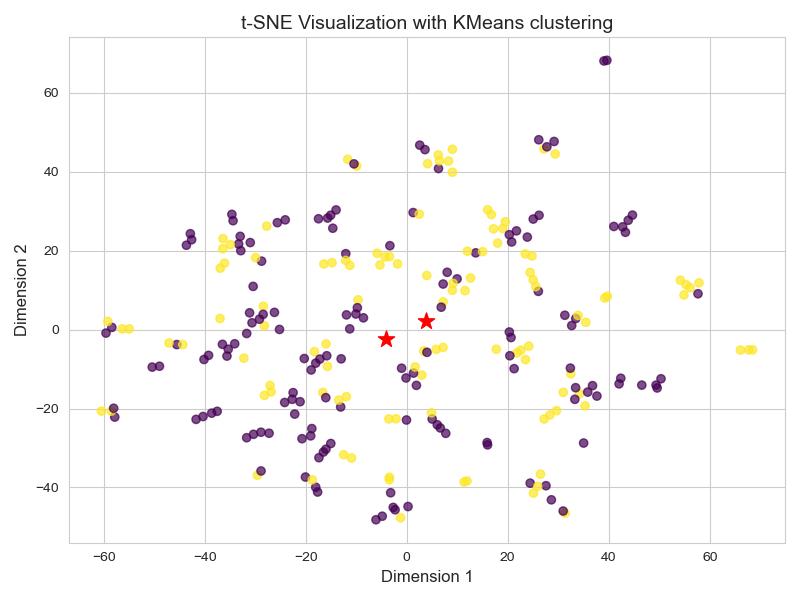 t-SNE Visualization with KMeans clustering
Dimension 2
60
40
20
0
−20
−40
−60 −40 −20 0 20 40 60
Dimension 1